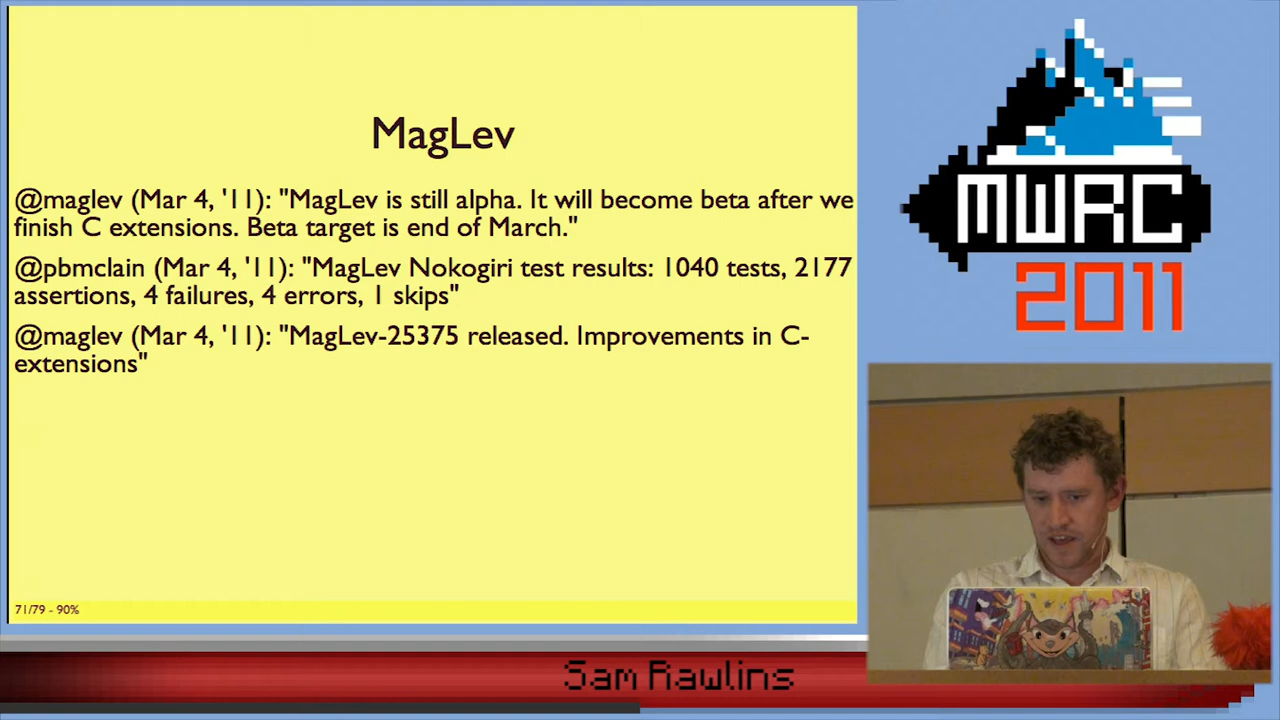 MagLev
@maglev (Mar 4, '11): "MagLev is still alpha. It will become beta after we
finish C extensions. Beta target is end of March."
@pbmclain (Mar 4, '11): "MagLev Nokogiri test results: 1040 tests, 2177
assertions, 4 failures, 4 errors, 1 skips"
@maglev (Mar 4, '11): "MagLev-25375 released. Improvements in C-
extensions"
71/79 - 90%
MWRC
2011
Sam Rawlins